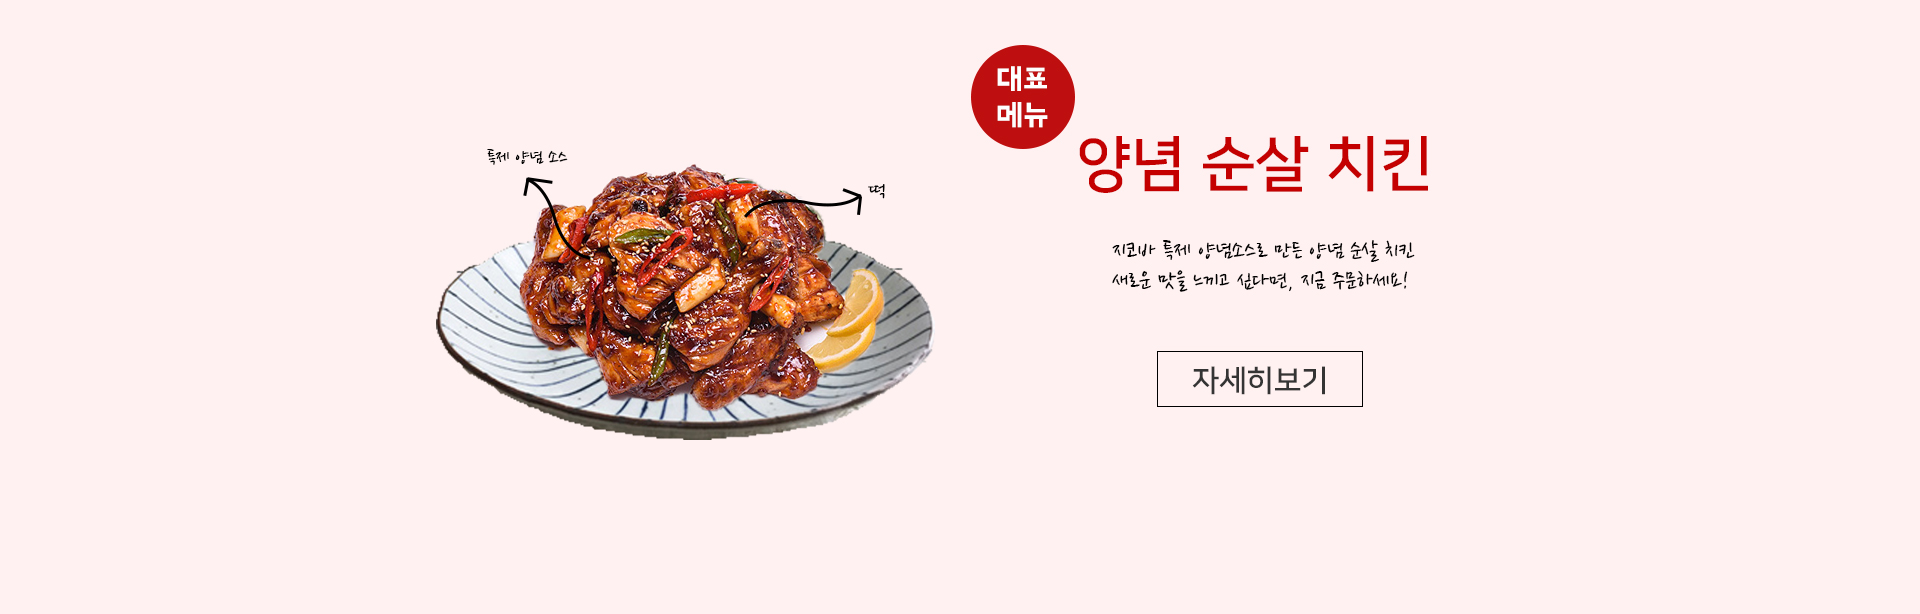 대표
메뉴
양념 순살 치킨
특제 양념 소스
떡
지코바 특제 양념소스로 만든 양념 순살 치킨
새로운 맛을 느끼고 싶다면, 지금 주문하세요!
자세히보기